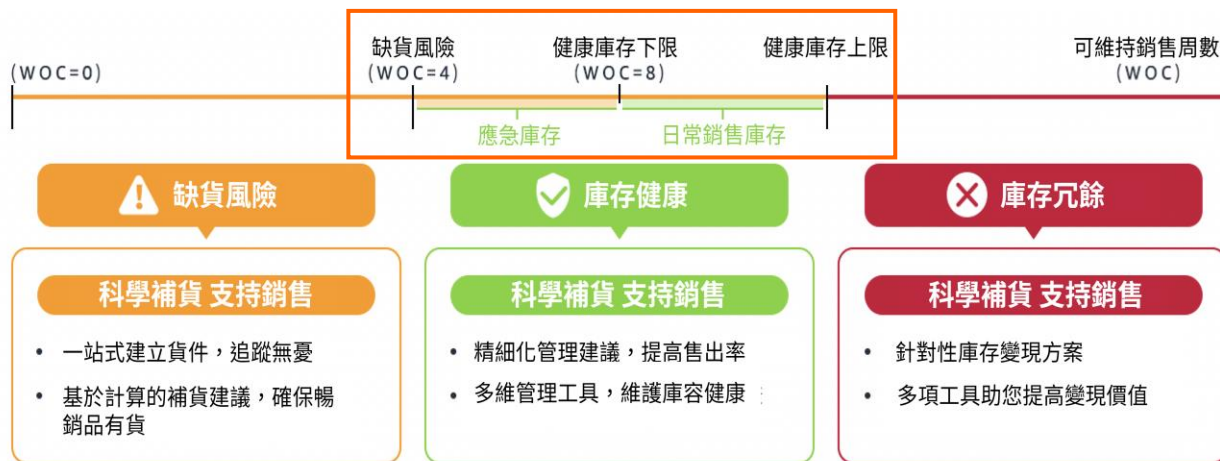 缺貨風險
健康庫存下限
健康庫存上限
可維持銷售周數
(WOC=0)
(WOC=4)
(WOC=8)
(WOC)
應急庫存
日常銷售庫存
缺貨風險
庫存健康
庫存冗餘
科學補貨 支持銷售
• 一站式建立貨件，追蹤無憂
• 基於計算的補貨建議，確保暢
銷品有貨
科學補貨 支持銷售
• 精細化管理建議，提高售出率
• 多維管理工具，維護庫容健康
科學補貨 支持銷售
• 針對性庫存變現方案
• 多項工具助您提高變現價值